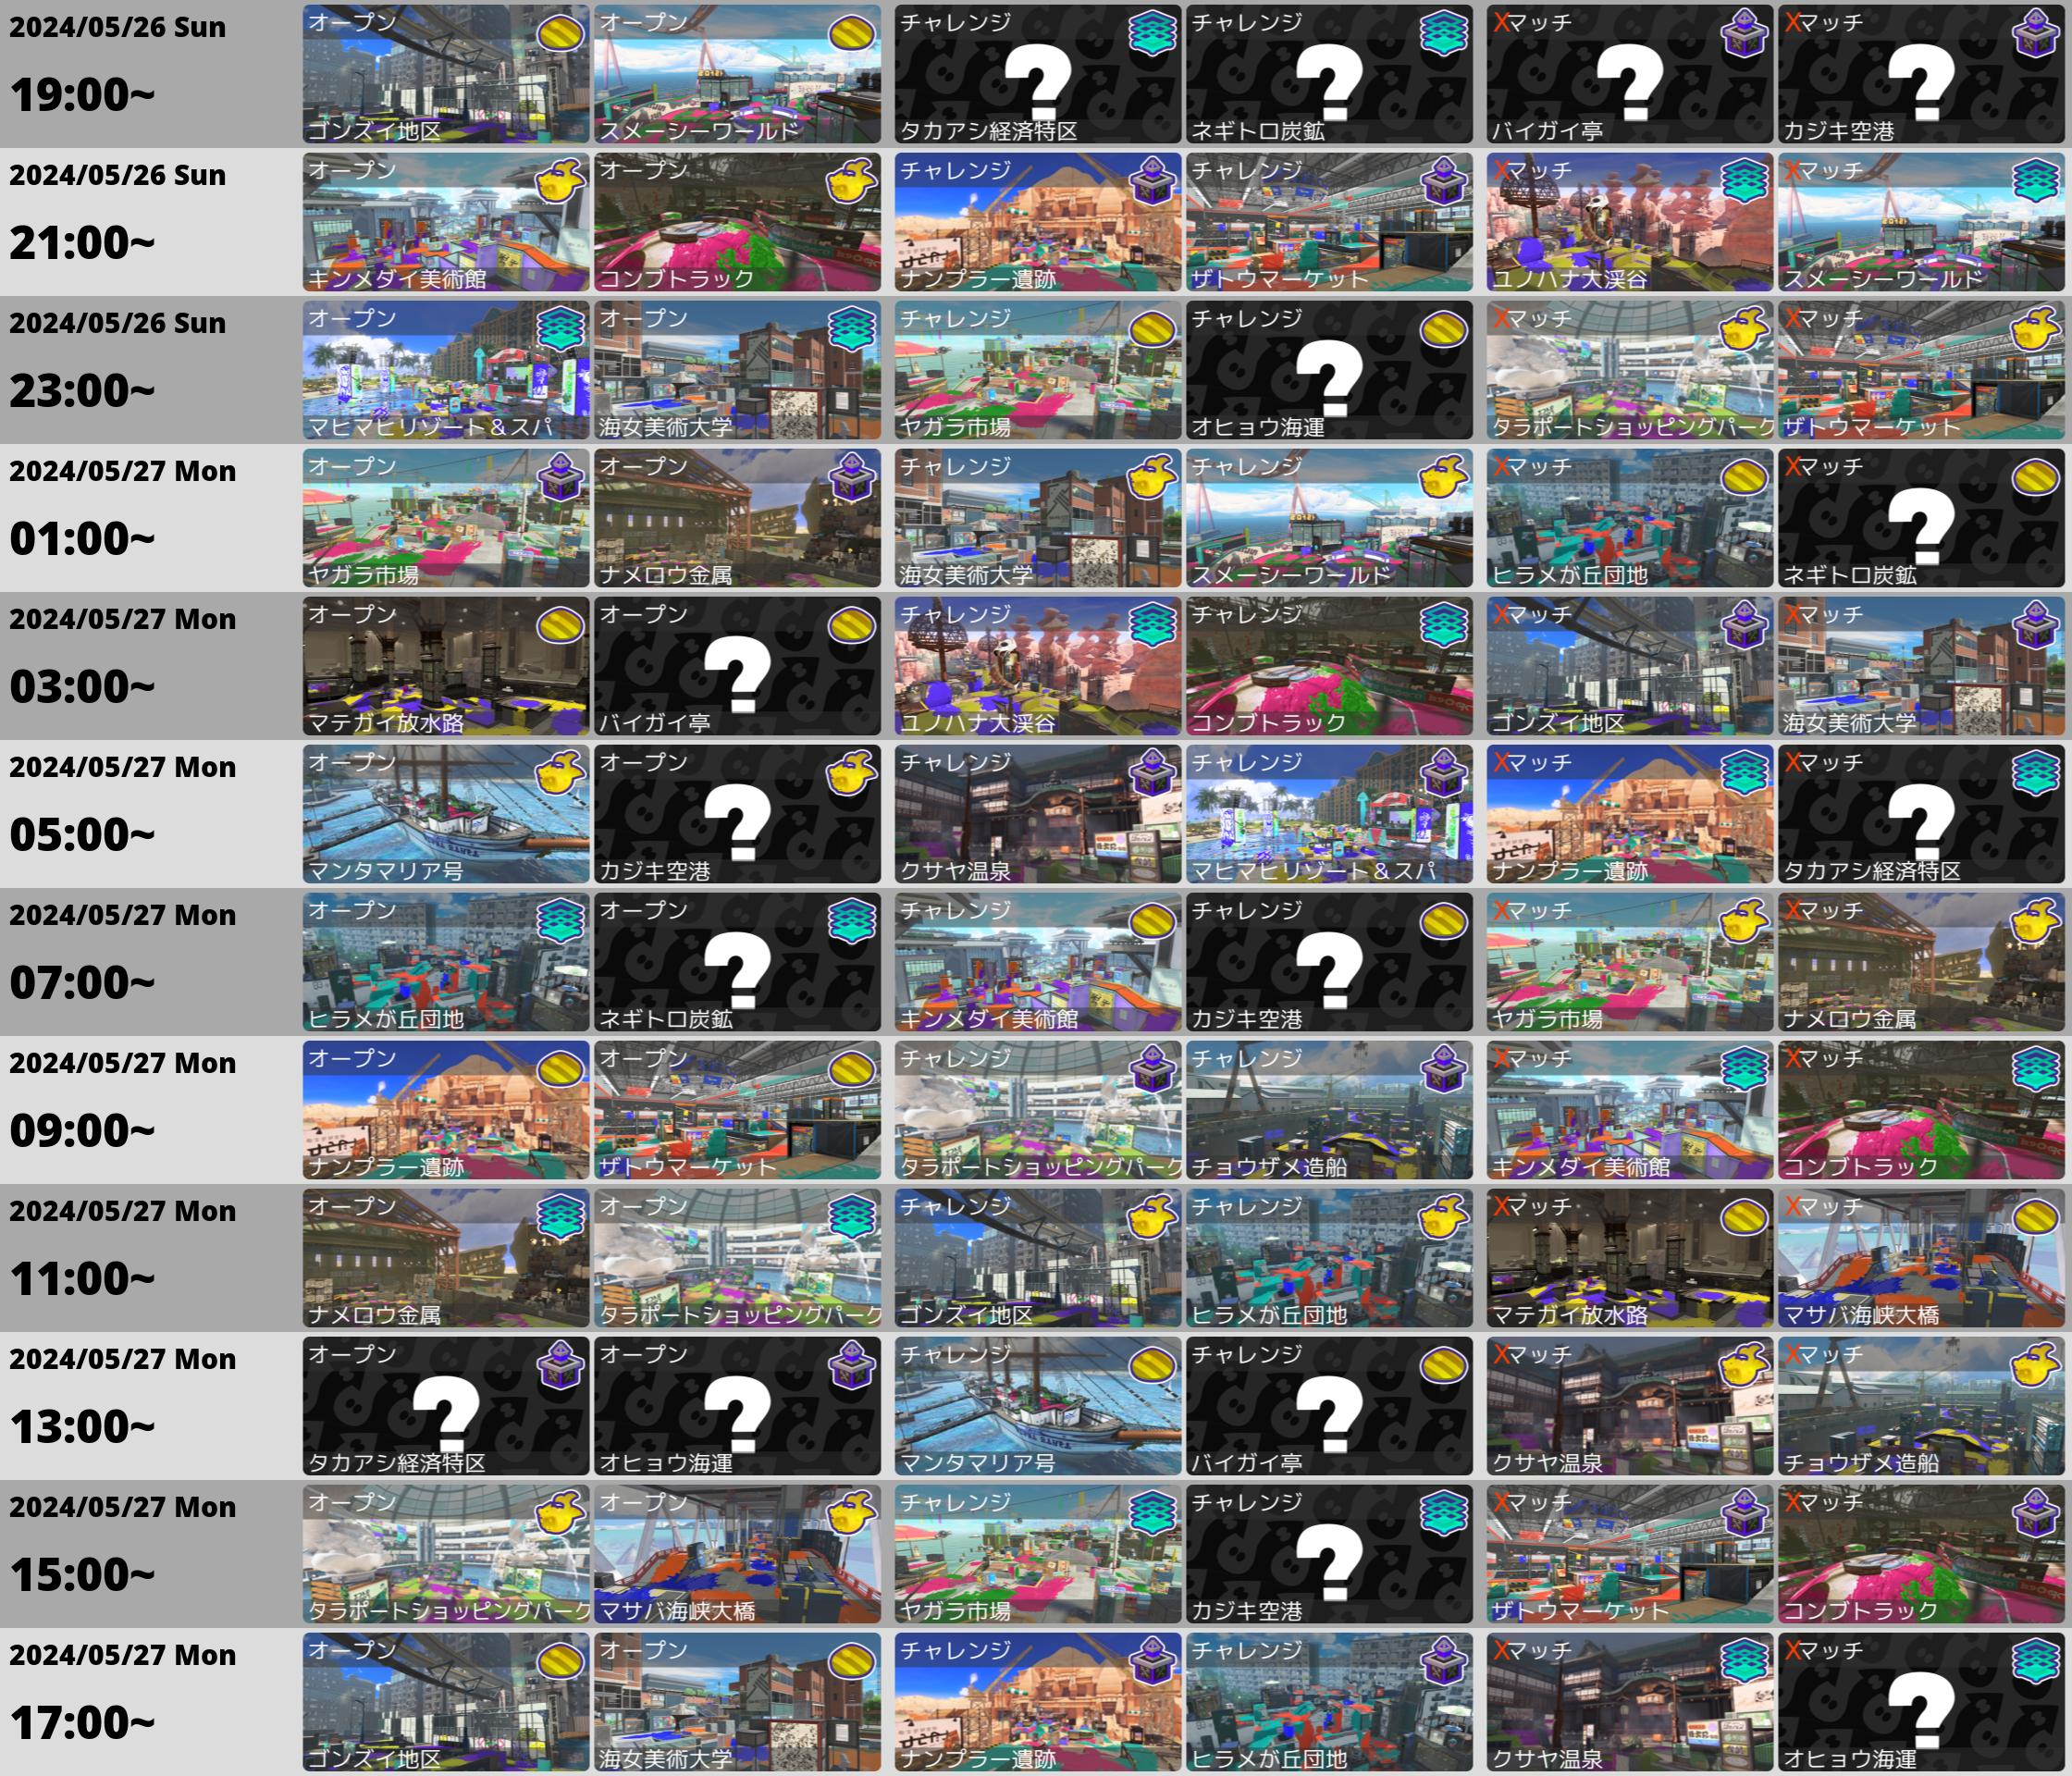 2024/05/26 Sun
19:00~
オープン
ゴンズイ地区
オープン
スメーシーワールド
チャレンジ
タカアシ経済特区
チャレンジ
ネギトロ炭鉱
Xマッチ
バイガイ亭
Xマッチ
カジキ空港
2024/05/26 Sun
21:00~
オープン
キンメダイ美術館
オープン
コンブトラック
チャレンジ
ナンプラー遺跡
チャレンジ
ザトウマーケット
Xマッチ
ユノハナ大渓谷
Xマッチ
スメーシーワールド
2024/05/26 Sun
23:00~
オープン
マヒマヒリゾート&スパ
オープン
海女美術大学
チャレンジ
ヤガラ市場
チャレンジ
オヒョウ海運
Xマッチ
タラポートショッピングパーク
Xマッチ
ザトウマーケット
2024/05/27 Mon
01:00~
オープン
ヤガラ市場
オープン
ナメロウ金属
チャレンジ
海女美術大学
チャレンジ
スメーシーワールド
Xマッチ
ヒラメが丘団地
Xマッチ
ネギトロ炭鉱
2024/05/27 Mon
03:00~
オープン
マテガイ放水路
オープン
バイガイ亭
チャレンジ
ユノハナ大渓谷
チャレンジ
コンブトラック
Xマッチ
ゴンズイ地区
Xマッチ
海女美術大学
2024/05/27 Mon
05:00~
オープン
マンタマリア号
オープン
カジキ空港
チャレンジ
クサヤ温泉
チャレンジ
マヒマヒリゾート&スパ
Xマッチ
ナンプラー遺跡
Xマッチ
タカアシ経済特区
2024/05/27 Mon
07:00~
オープン
ヒラメが丘団地
オープン
ネギトロ炭鉱
チャレンジ
キンメダイ美術館
チャレンジ
カジキ空港
Xマッチ
ヤガラ市場
Xマッチ
ナメロウ金属
2024/05/27 Mon
09:00~
オープン
ナンプラー遺跡
オープン
ザトウマーケット
チャレンジ
タラポートショッピングパーク
チャレンジ
チョウザメ造船
Xマッチ
キンメダイ美術館
Xマッチ
コンブトラック
2024/05/27 Mon
11:00~
オープン
ナメロウ金属
オープン
タラポートショッピングパーク
チャレンジ
ゴンズイ地区
チャレンジ
ヒラメが丘団地
Xマッチ
マテガイ放水路
Xマッチ
マサバ海峡大橋
2024/05/27 Mon
13:00~
オープン
タカアシ経済特区
オープン
オヒョウ海運
チャレンジ
マンタマリア号
チャレンジ
バイガイ亭
Xマッチ
クサヤ温泉
Xマッチ
チョウザメ造船
2024/05/27 Mon
15:00~
オープン
タラポートショッピングパーク
オープン
マサバ海峡大橋
チャレンジ
ヤガラ市場
チャレンジ
カジキ空港
Xマッチ
ザトウマーケット
Xマッチ
コンブトラック
2024/05/27 Mon
17:00~
オープン
ゴンズイ地区
オープン
海女美術大学
チャレンジ
ナンプラー遺跡
チャレンジ
ヒラメが丘団地
Xマッチ
クサヤ温泉
Xマッチ
オヒョウ海運